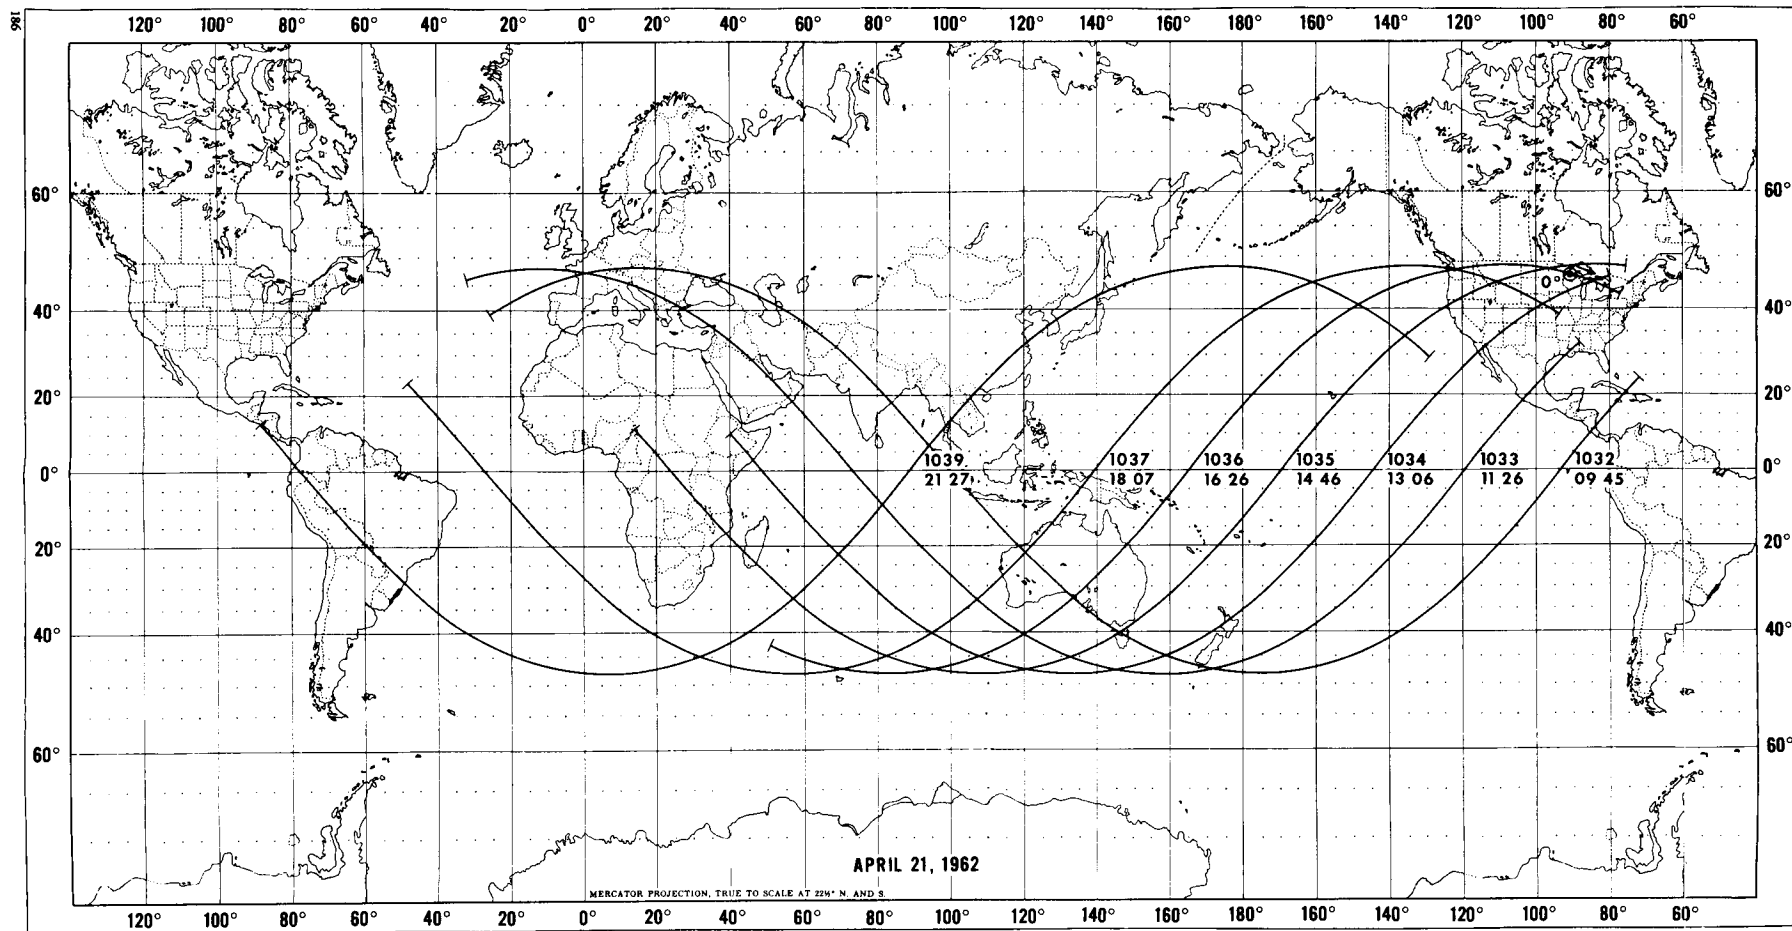 186
120° 100° 80° 60° 40° 20° 0° 20° 40° 60° 80° 100° 120° 140° 160° 180° 160° 140° 120° 100° 80° 60°
60° 60°
0°
40° 40°
20° 20°
1039 1037 1036 1035 1034 1033 1032
0° 0°
21 27 18 07 16 26 14 46 13 06 11 26 09 45
20° 20°
40° 40°
60° 60°
APRIL 21, 1962
MERCATOR PROJECTION, TRUE TO SCALE AT 22½° N. AND S.
120° 100° 80° 60° 40° 20° 0° 20° 40° 60° 80° 100° 120° 140° 160° 180° 160° 140° 120° 100° 80° 60°